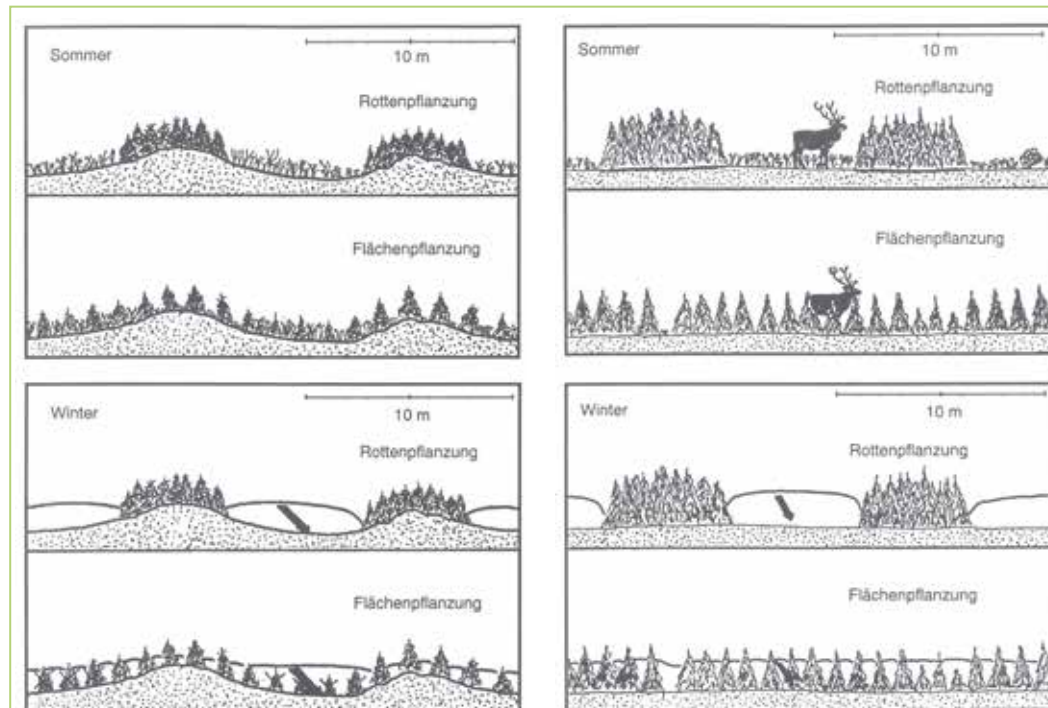 Sommer
10 m
Rottenpflanzung
Flächenpflanzung
Winter
10 m
Rottenpflanzung
Flächenpflanzung
Sommer
10 m
Rottenpflanzung
Flächenpflanzung
Winter
10 m
Rottenpflanzung
Flächenpflanzung